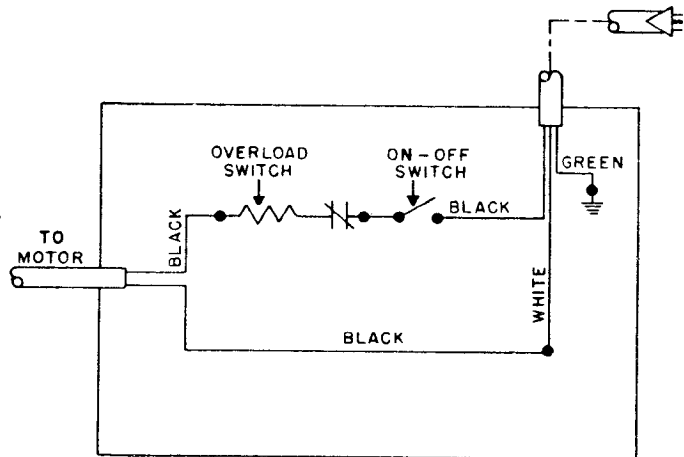 OVERLOAD
SWITCH
ON-OFF
SWITCH
GREEN
BLACK
BLACK
TO
MOTOR
WHITE
BLACK